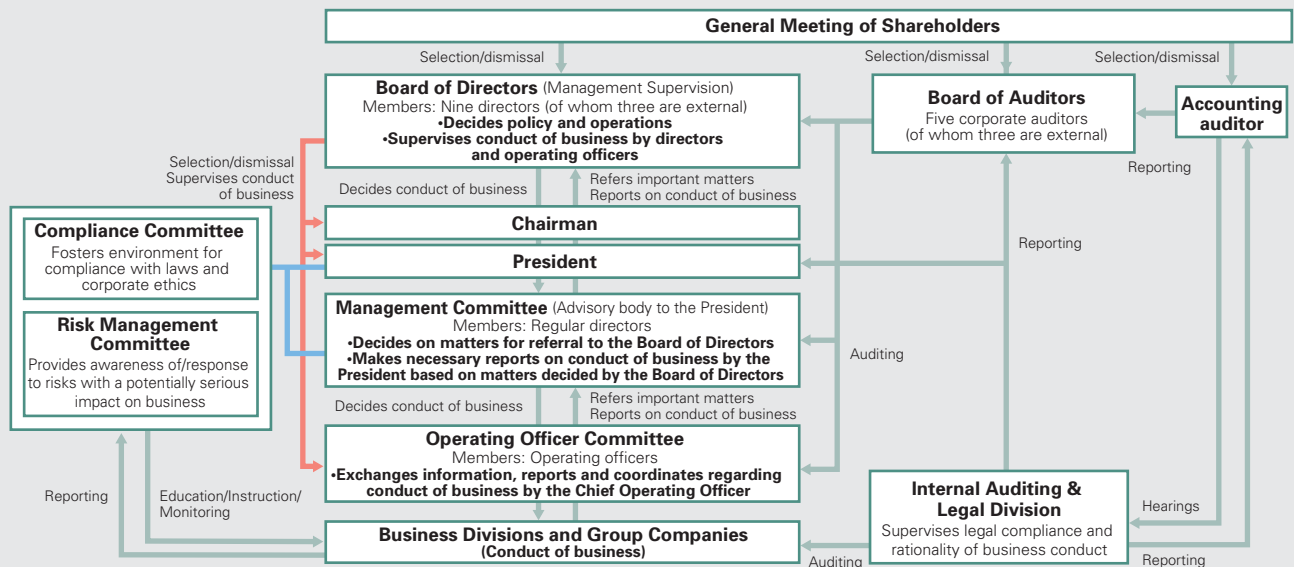 General Meeting of Shareholders
Selection/dismissal
Selection/dismissal
Selection/dismissal
Board of Directors (Management Supervision)
Members: Nine directors (of whom three are external)
•Decides policy and operations
•Supervises conduct of business by directors
and operating officers
Board of Auditors
Five corporate auditors
(of whom three are external)
Accounting
auditor
Reporting
Selection/dismissal
Supervises conduct
of business
Decides conduct of business
Refers important matters
Reports on conduct of business
Chairman
President
Reporting
Compliance Committee
Fosters environment for
compliance with laws and
corporate ethics
Risk Management
Committee
Provides awareness of/response
to risks with a potentially serious
impact on business
Management Committee (Advisory body to the President)
Members: Regular directors
•Decides on matters for referral to the Board of Directors
•Makes necessary reports on conduct of business by the
President based on matters decided by the Board of Directors
Auditing
Decides conduct of business
Refers important matters
Reports on conduct of business
Operating Officer Committee
Members: Operating officers
•Exchanges information, reports and coordinates regarding
conduct of business by the Chief Operating Officer
Reporting
Education/Instruction/
Monitoring
Business Divisions and Group Companies
(Conduct of business)
Internal Auditing &
Legal Division
Supervises legal compliance and
rationality of business conduct
Hearings
Auditing
Reporting